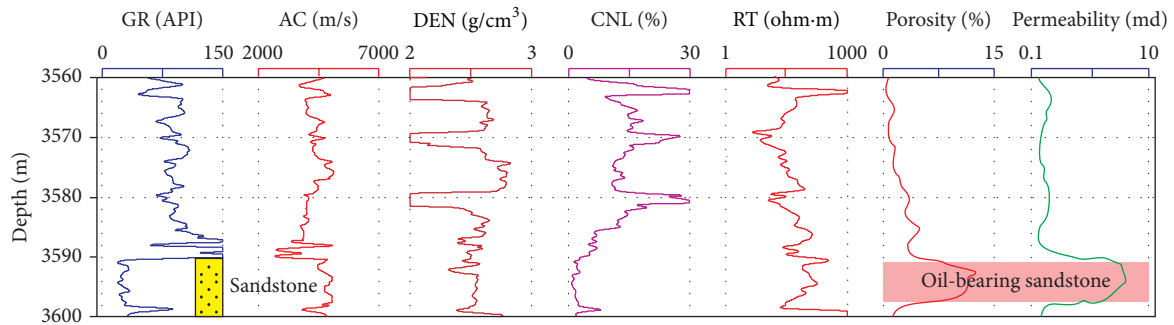 GR (API) AC (m/s) DEN (g/cm³) CNL (%) RT (ohm·m) Porosity (%) Permeability (md)
0 150 2000 7000 2 3 0 30 1 1000 0 15 0.1 10
3560
3570
3580
3590
3600
Depth (m)
Sandstone
Oil-bearing sandstone